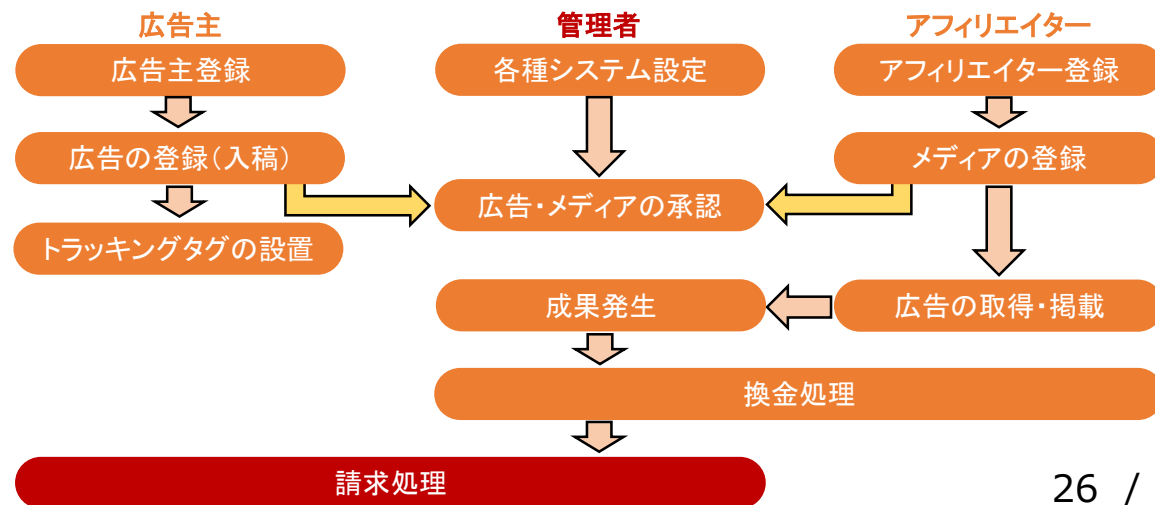 広告主
管理者
アフィリエイター
広告主登録
各種システム設定
アフィリエイター登録
広告の登録(入稿)
メディアの登録
広告・メディアの承認
トラッキングタグの設置
成果発生
広告の取得・掲載
換金処理
請求処理
26 /